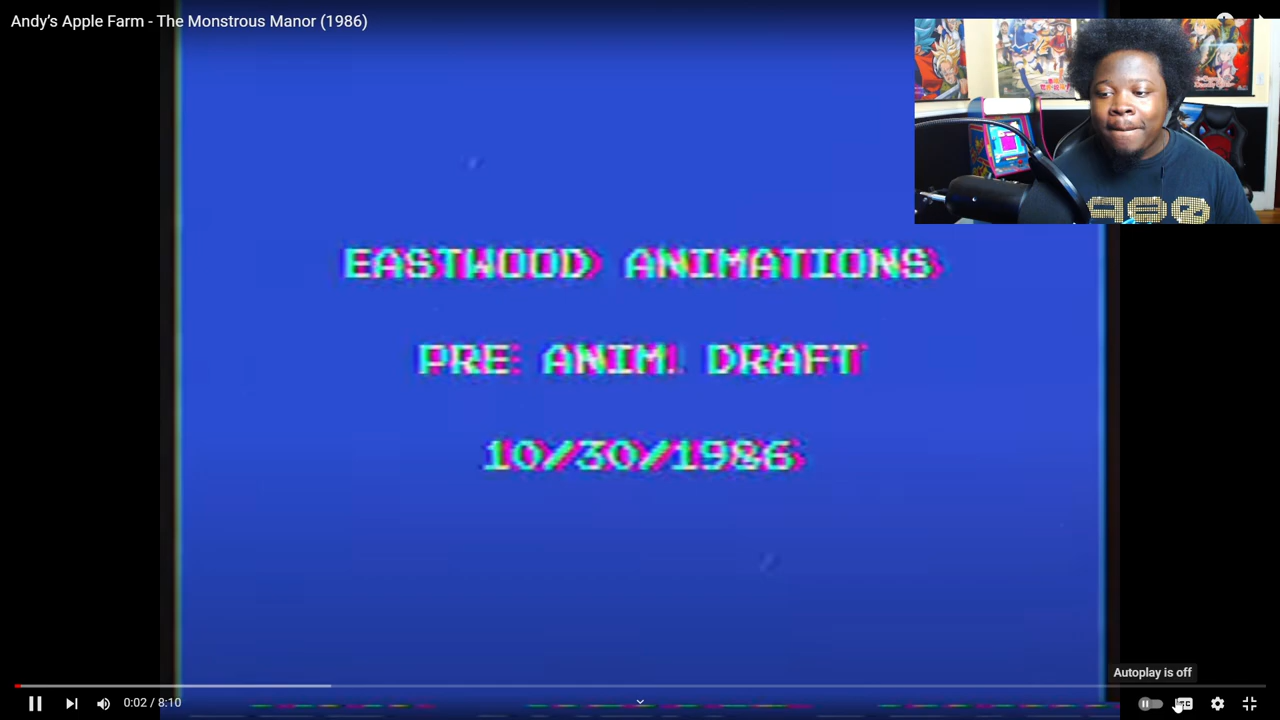 Andy’s Apple Farm - The Monstrous Manor (1986)
EASTWOOD ANIMATIONS
PRE ANIM. DRAFT
10/30/1986
1980
Autoplay is off
0:02 / 8:10